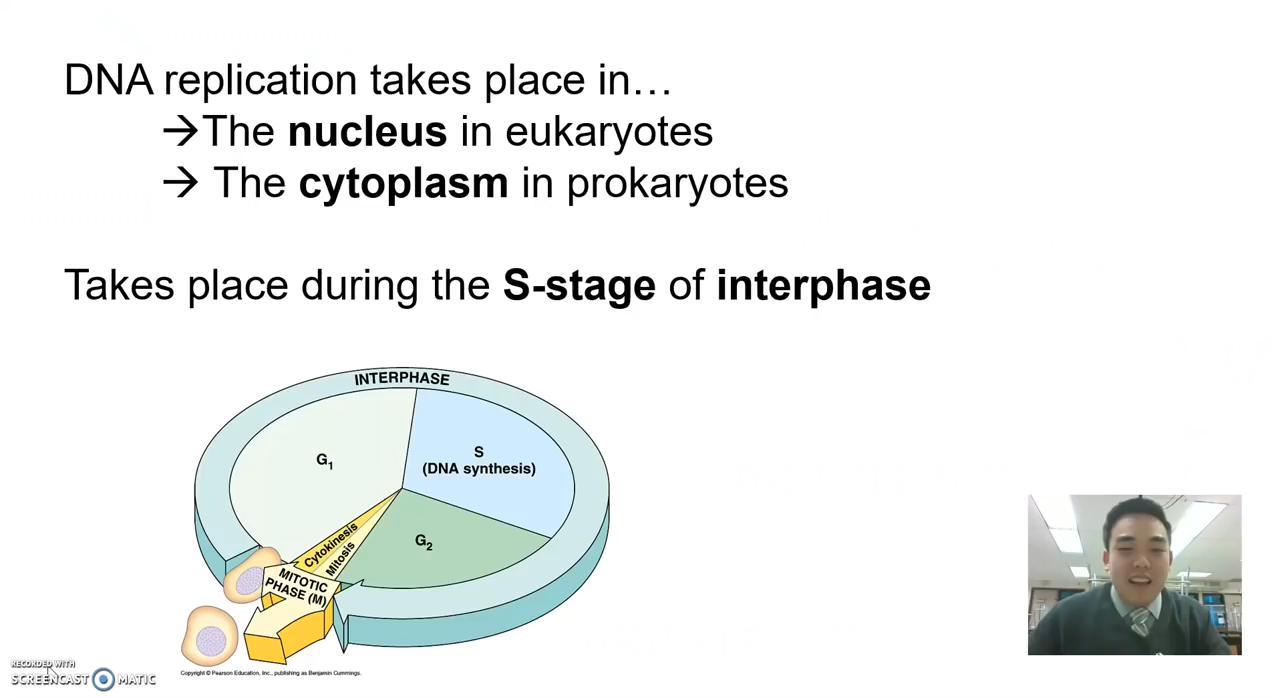 DNA replication takes place in…
→The nucleus in eukaryotes
→ The cytoplasm in prokaryotes
Takes place during the S-stage of interphase
INTERPHASE
G1
S
(DNA synthesis)
G2
Cytokinesis
Mitosis
MITOTIC
PHASE (M)
Copyright © Pearson Education, Inc., publishing as Benjamin Cummings.
RECORDED WITH
SCREENCAST MATIC